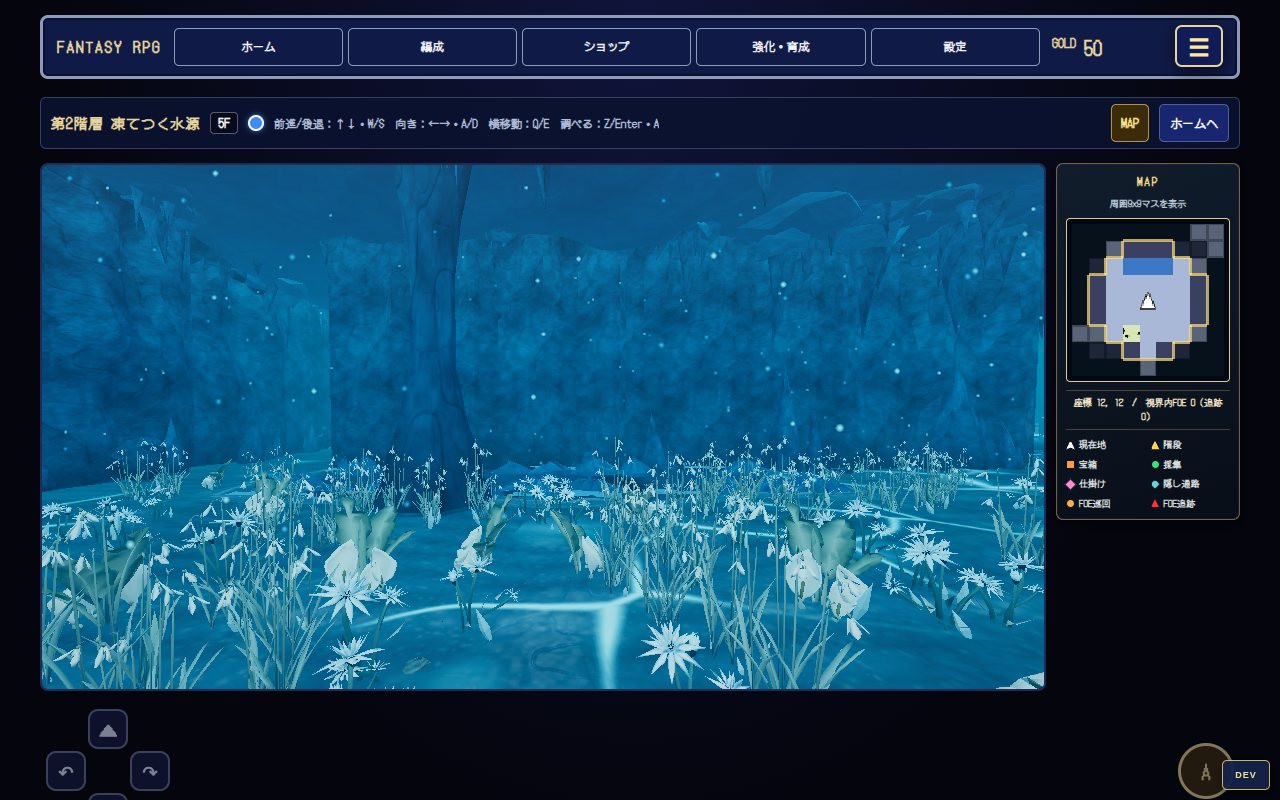 FANTASY RPG
ホーム
編成
ショップ
強化・育成
設定
GOLD 50
第2階層 凍てつく水源
5F
前進/後退：↑↓・W/S 向き：←→・A/D 横移動：Q/E 調べる：Z/Enter・A
MAP
ホームへ
MAP
周囲9x9マスを表示
座標 12, 12 / 視界内FOE 0（追跡
0）
現在地
階段
宝箱
採集
仕掛け
隠し通路
FOE巡回
FOE追跡
A
DEV